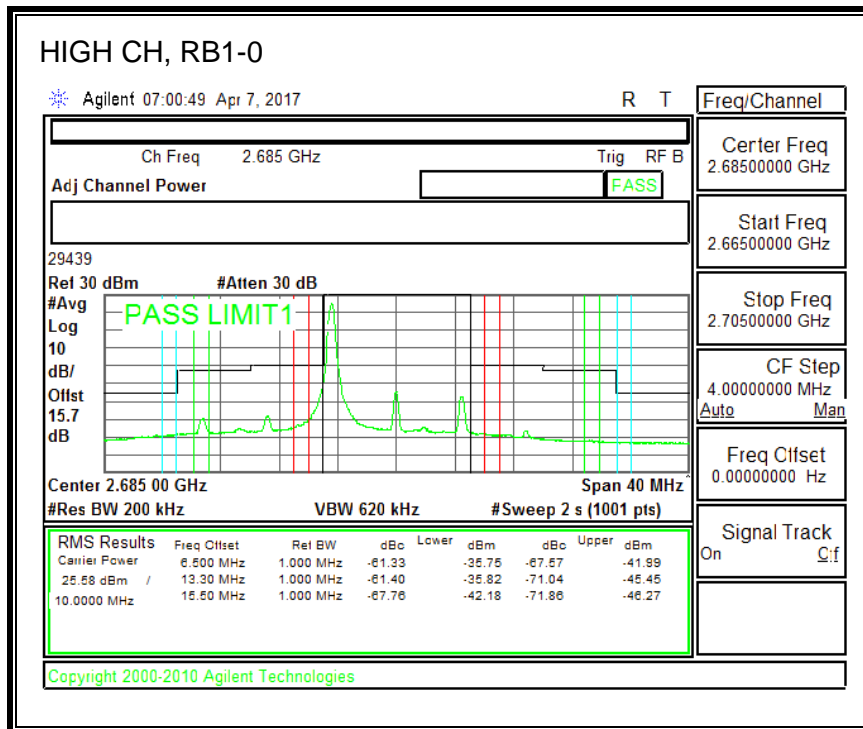 HIGH CH, RB1-0
Agilent 07:00:49 Apr 7, 2017 R T
Freq/Channel
Ch Freq 2.685 GHz Trig RF B
Center Freq
2.68500000 GHz
Adj Channel Power PASS
Start Freq
2.66500000 GHz
29439
Ref 30 dBm #Atten 30 dB
#Avg
Log
10
dB/
Offst
15.7
dB
PASS LIMIT1
Stop Freq
2.70500000 GHz
CF Step
4.00000000 MHz
Auto Man
Freq Offset
0.00000000 Hz
Center 2.685 00 GHz Span 40 MHz
#Res BW 200 kHz VBW 620 kHz #Sweep 2 s (1001 pts)
Signal Track
On Off
RMS Results Freq Offset Ref BW dBc Lower dBm dBc Upper dBm
Carrier Power 6.500 MHz 1.000 MHz -61.33 -35.75 -67.57 -41.99
25.58 dBm / 13.30 MHz 1.000 MHz -61.40 -35.82 -71.04 -45.45
10.0000 MHz 15.50 MHz 1.000 MHz -67.76 -42.18 -71.86 -46.27
Copyright 2000-2010 Agilent Technologies